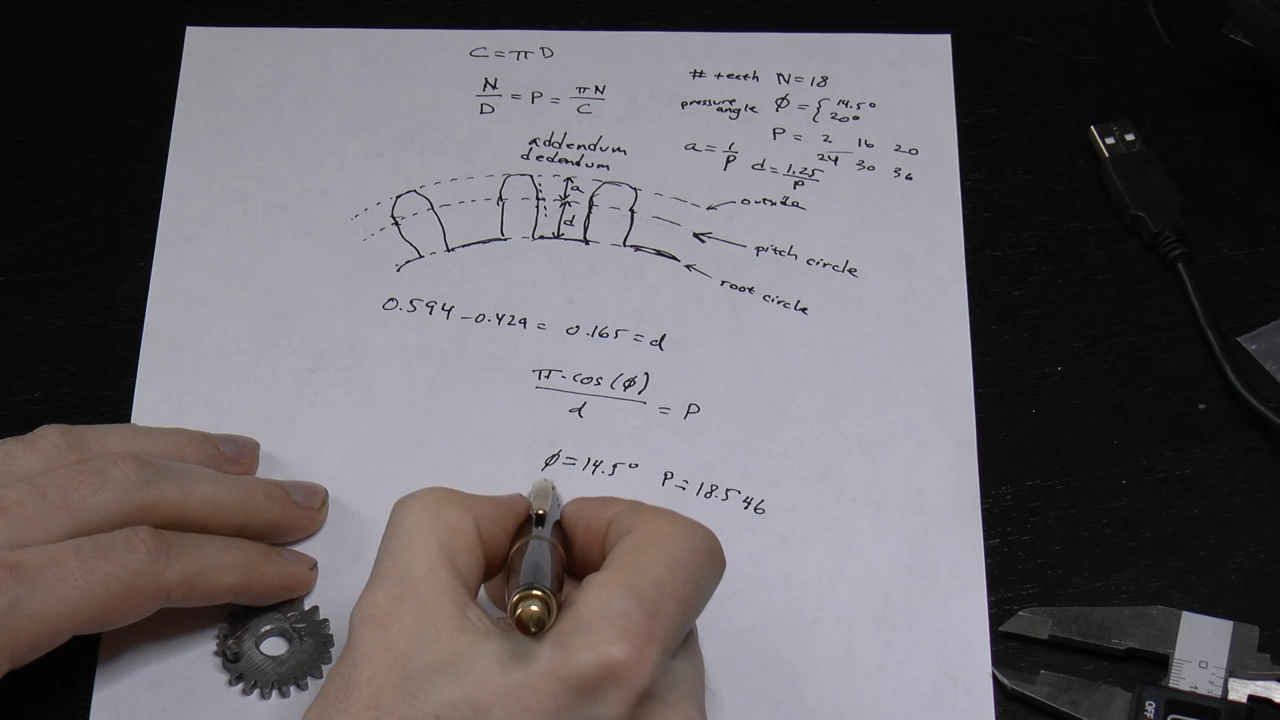 C = π D
N/D = P = πN/C
# teeth N = 18
pressure angle φ = { 14.5° 20°
P = 2 16 20
24 30 36
a = 1/P d = 1.25/P
addendum
dedendum
a
d
outside
pitch circle
root circle
0.594 - 0.429 = 0.165 = d
π·cos(φ)/d = P
φ = 14.5° P = 18.546
OFF